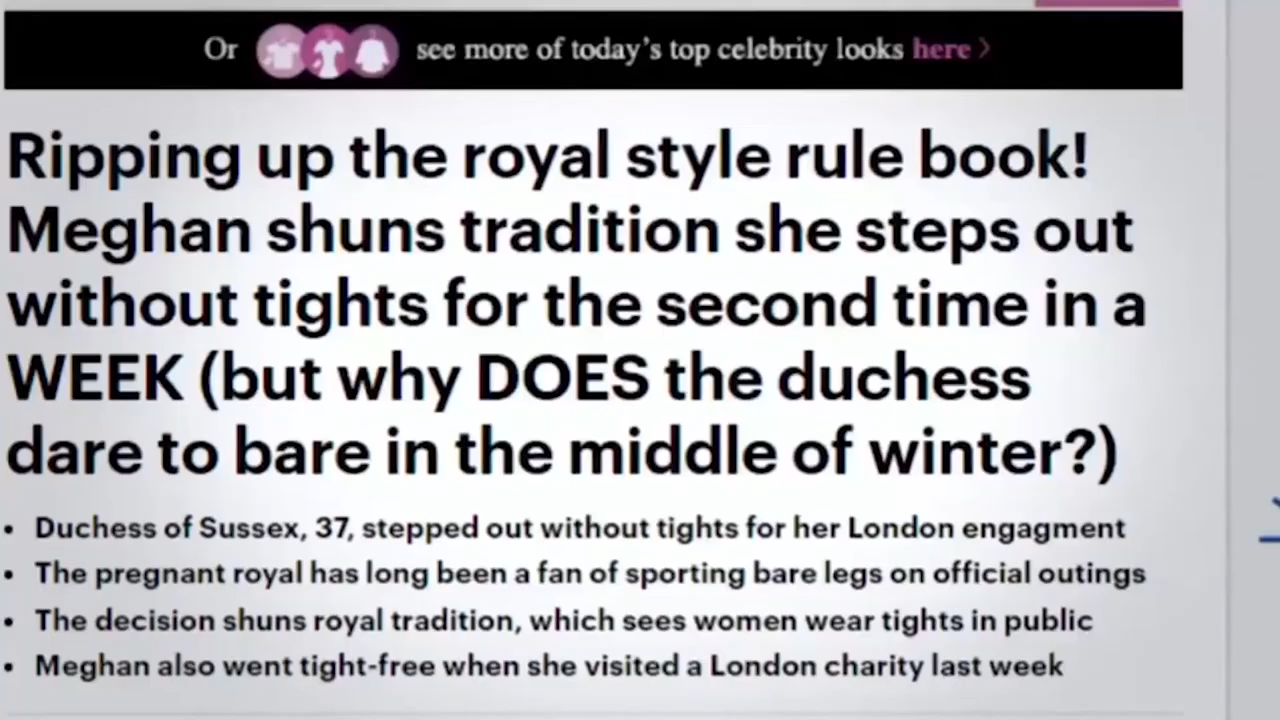 Or see more of today's top celebrity looks here >
Ripping up the royal style rule book!
Meghan shuns tradition she steps out
without tights for the second time in a
WEEK (but why DOES the duchess
dare to bare in the middle of winter?)
• Duchess of Sussex, 37, stepped out without tights for her London engagment
• The pregnant royal has long been a fan of sporting bare legs on official outings
• The decision shuns royal tradition, which sees women wear tights in public
• Meghan also went tight-free when she visited a London charity last week